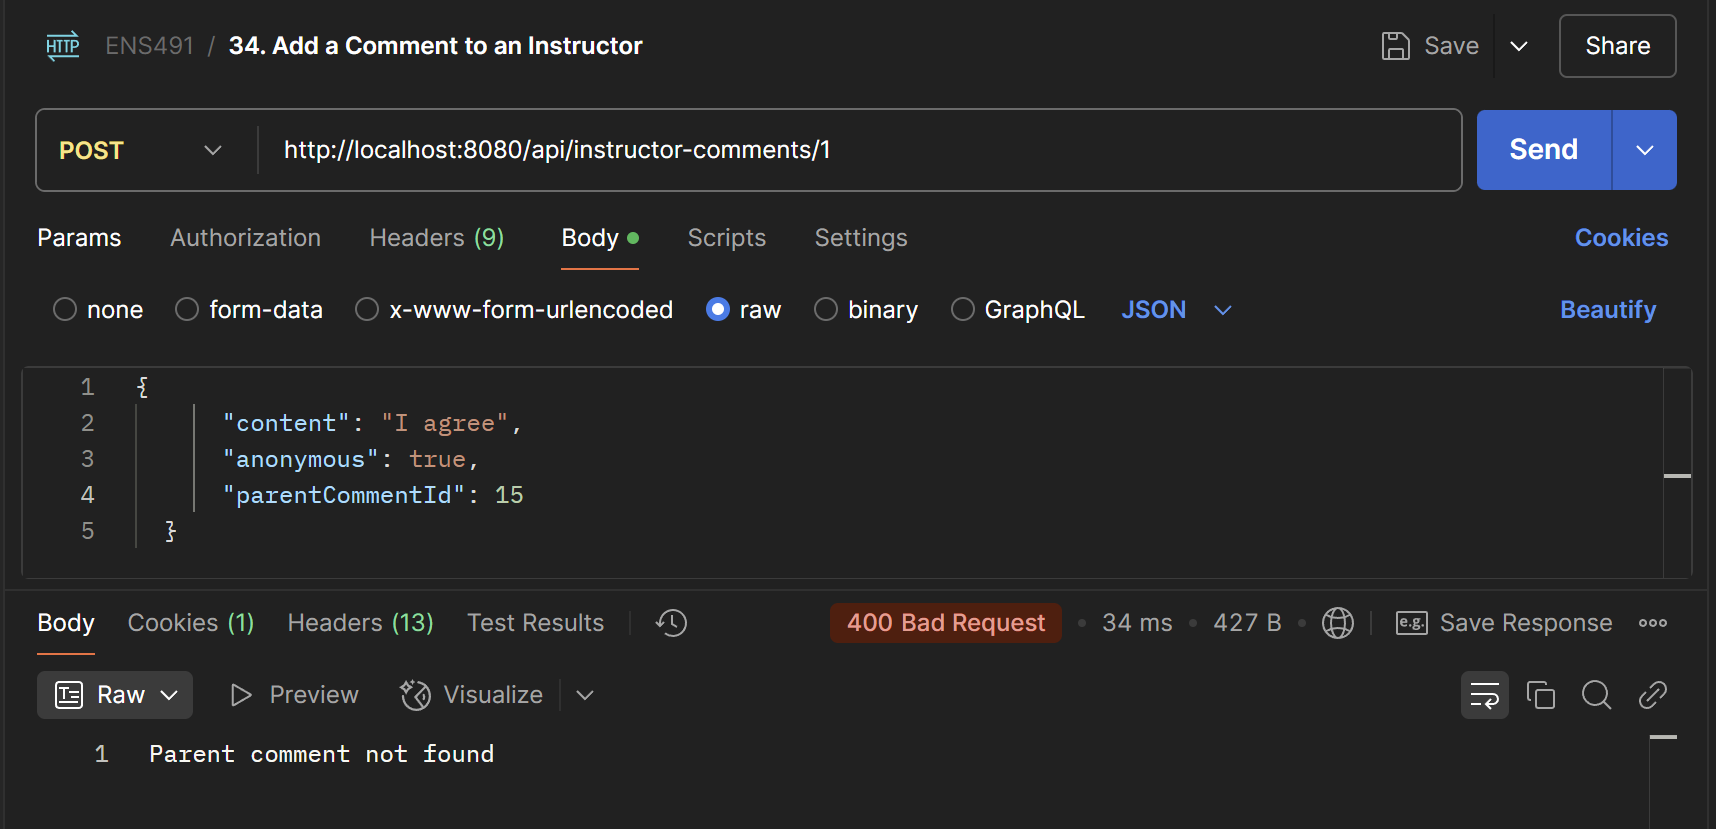 HTTP ENS491 / 34. Add a Comment to an Instructor Save Share
POST http://localhost:8080/api/instructor-comments/1 Send
Params Authorization Headers (9) Body Scripts Settings Cookies
none form-data x-www-form-urlencoded raw binary GraphQL JSON Beautify
1 {
2 "content": "I agree",
3 "anonymous": true,
4 "parentCommentId": 15
5 }
Body Cookies (1) Headers (13) Test Results 400 Bad Request • 34 ms • 427 B • e.g. Save Response
Raw Preview Visualize
1 Parent comment not found